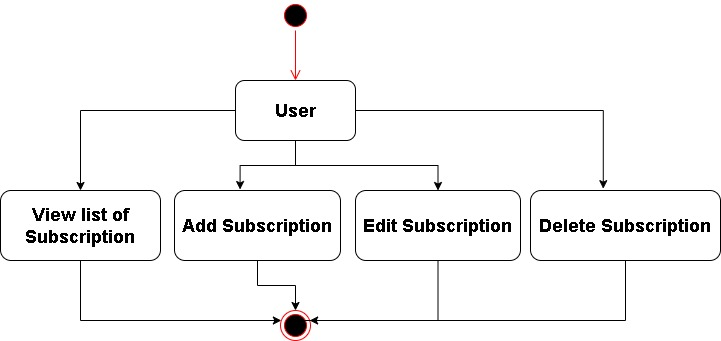 User
View list of
Subscription
Add Subscription
Edit Subscription
Delete Subscription